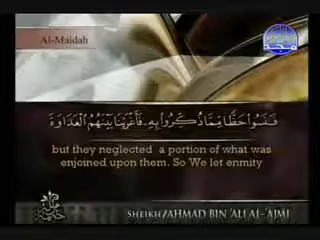 Al-Maidah
فَنَسُوا۟ حَظًّا مِّمَّا ذُكِّرُوا۟ بِهِۦ فَأَغْرَيْنَا بَيْنَهُمُ الْعَدَاوَةَ
but they neglected a portion of what was
enjoined upon them. So We let enmity
SHEIKH/AHMAD BIN 'ALI AL-'AJMI